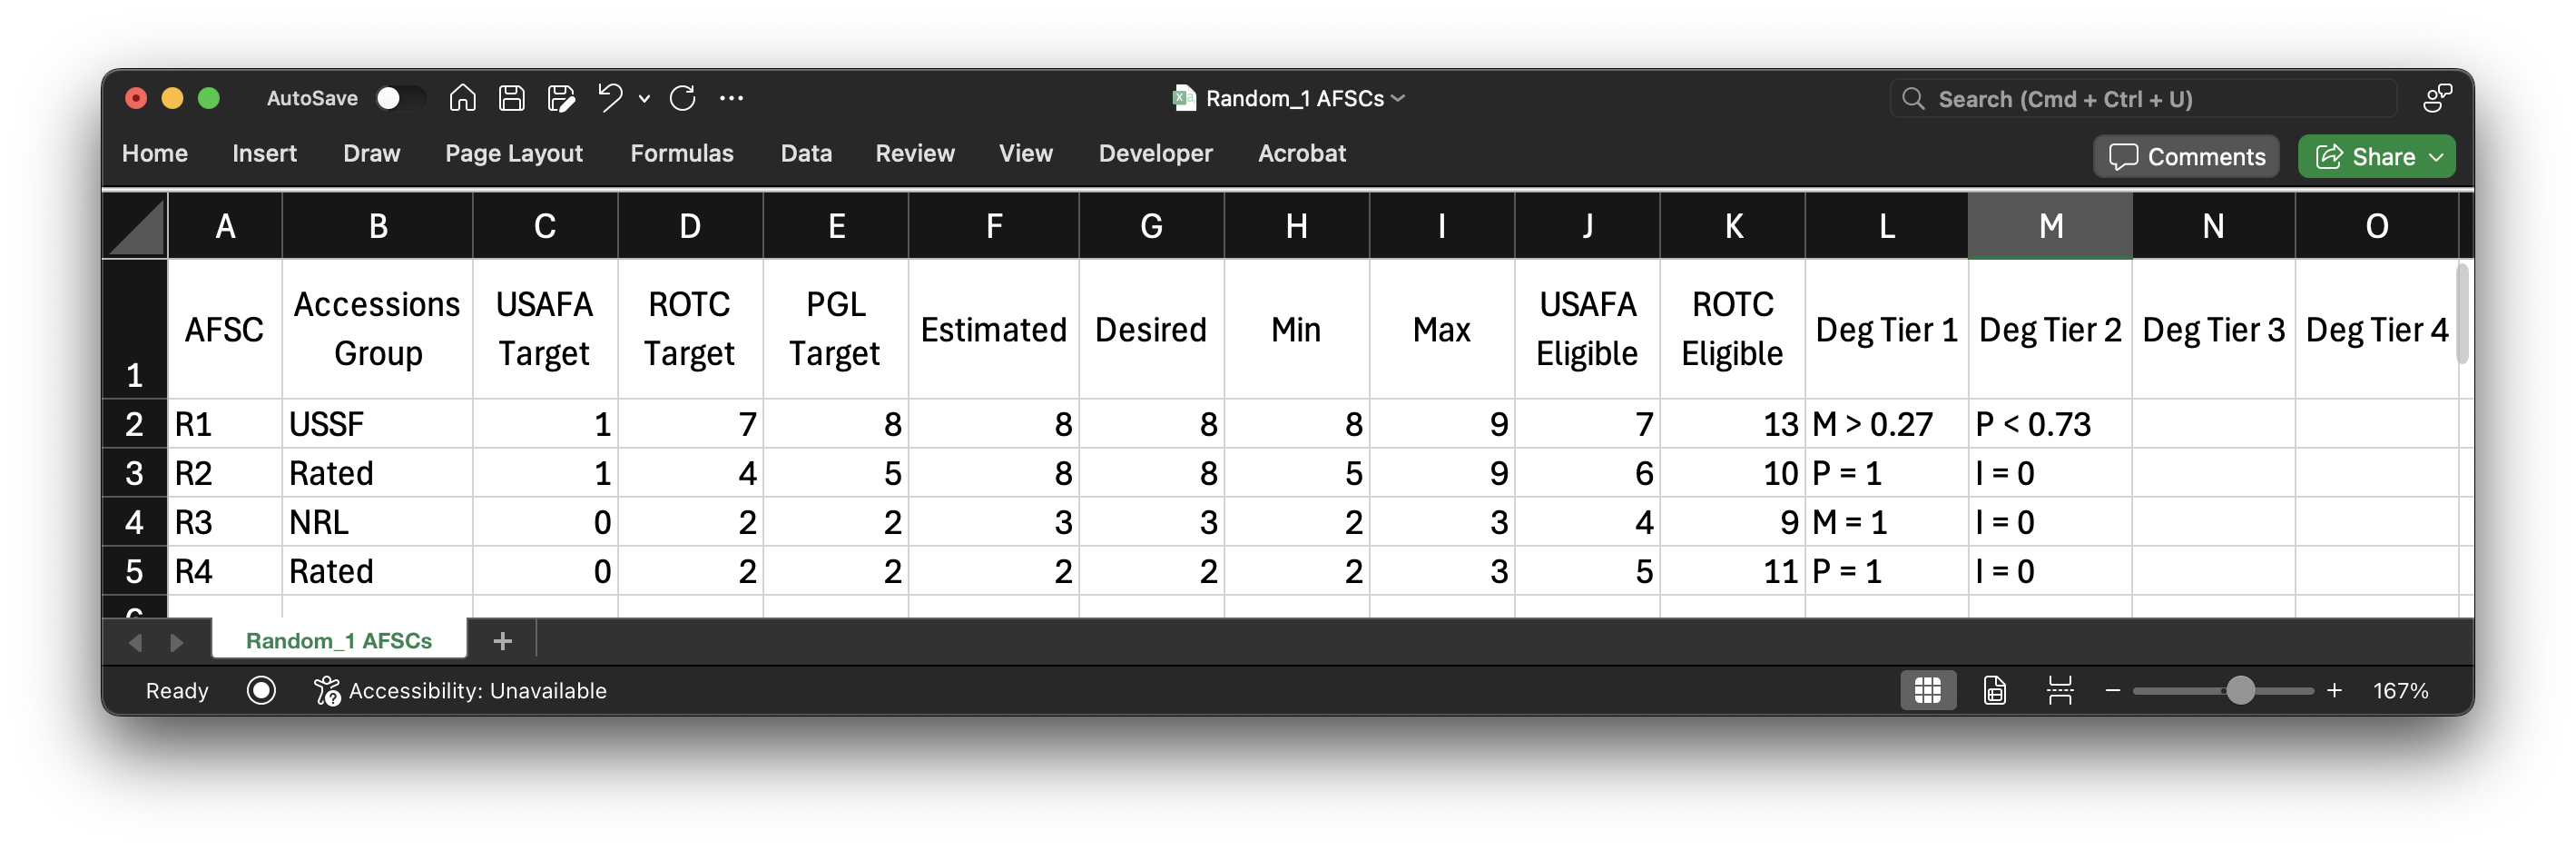 AutoSave
Random_1 AFSCs
Search (Cmd + Ctrl + U)
Home Insert Draw Page Layout Formulas Data Review View Developer Acrobat Comments Share
A B C D E F G H I J K L M N O
1 AFSC Accessions Group USAFA Target ROTC Target PGL Target Estimated Desired Min Max USAFA Eligible ROTC Eligible Deg Tier 1 Deg Tier 2 Deg Tier 3 Deg Tier 4
2 R1 USSF 1 7 8 8 8 8 9 7 13 M > 0.27 P < 0.73
3 R2 Rated 1 4 5 8 8 5 9 6 10 P = 1 I = 0
4 R3 NRL 0 2 2 3 3 2 3 4 9 M = 1 I = 0
5 R4 Rated 0 2 2 2 2 2 3 5 11 P = 1 I = 0
6
Random_1 AFSCs +
Ready Accessibility: Unavailable − + 167%